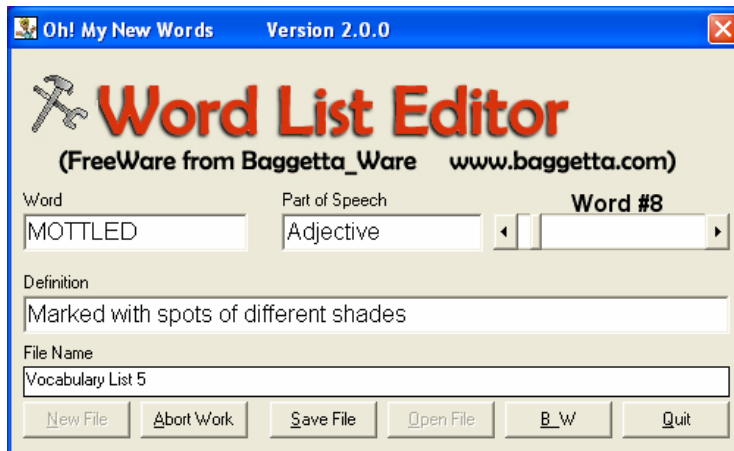 Oh! My New Words Version 2.0.0
Word List Editor
(FreeWare from Baggetta_Ware www.baggetta.com)
Word Part of Speech Word #8
MOTTLED Adjective
Definition
Marked with spots of different shades
File Name
Vocabulary List 5
New File Abort Work Save File Open File B_W Quit